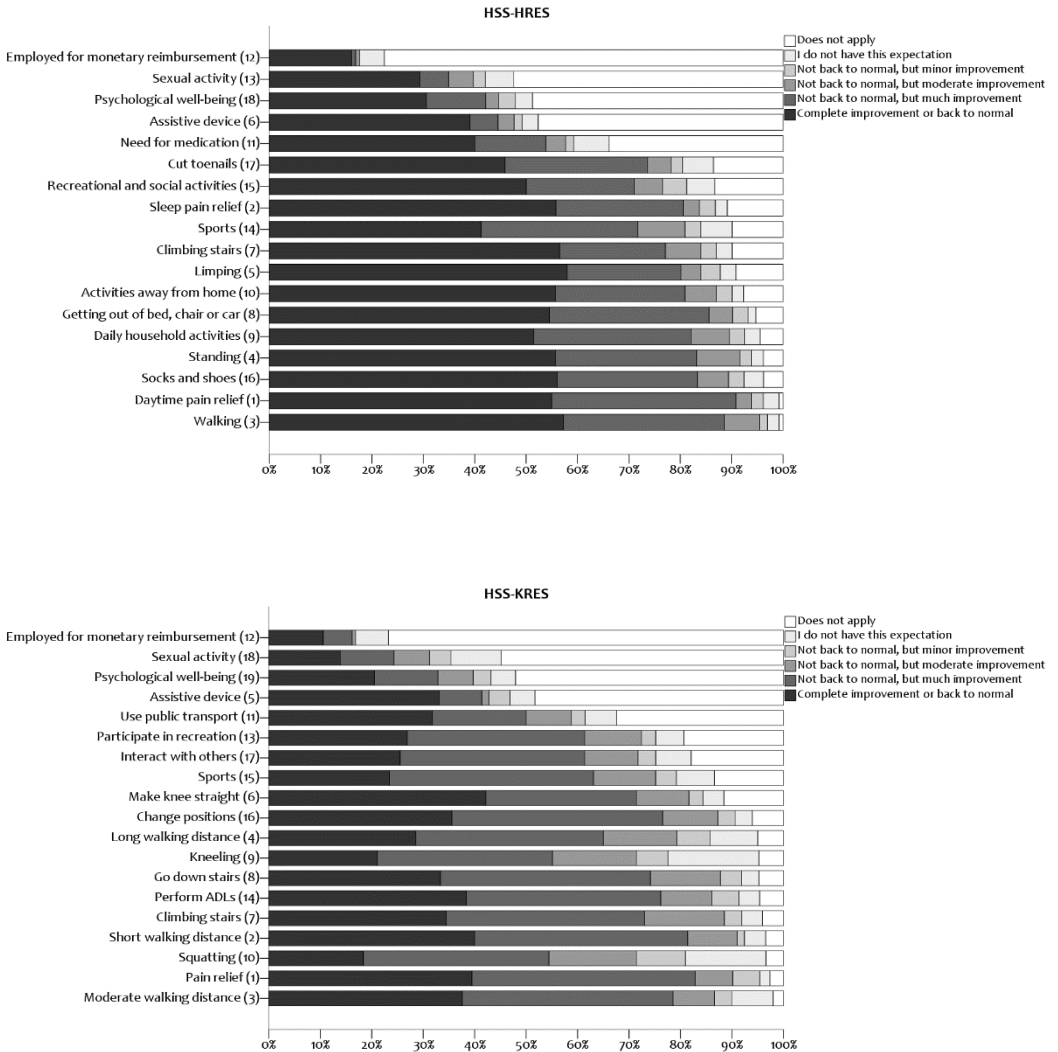 HSS-HRES
Does not apply
I do not have this expectation
Not back to normal, but minor improvement
Not back to normal, but moderate improvement
Not back to normal, but much improvement
Complete improvement or back to normal
Employed for monetary reimbursement (12)
Sexual activity (13)
Psychological well-being (18)
Assistive device (6)
Need for medication (11)
Cut toenails (17)
Recreational and social activities (15)
Sleep pain relief (2)
Sports (14)
Climbing stairs (7)
Limping (5)
Activities away from home (10)
Getting out of bed, chair or car (8)
Daily household activities (9)
Standing (4)
Socks and shoes (16)
Daytime pain relief (1)
Walking (3)
0% 10% 20% 30% 40% 50% 60% 70% 80% 90% 100%
HSS-KRES
Does not apply
I do not have this expectation
Not back to normal, but minor improvement
Not back to normal, but moderate improvement
Not back to normal, but much improvement
Complete improvement or back to normal
Employed for monetary reimbursement (12)
Sexual activity (18)
Psychological well-being (19)
Assistive device (5)
Use public transport (11)
Participate in recreation (13)
Interact with others (17)
Sports (15)
Make knee straight (6)
Change positions (16)
Long walking distance (4)
Kneeling (9)
Go down stairs (8)
Perform ADLs (14)
Climbing stairs (7)
Short walking distance (2)
Squatting (10)
Pain relief (1)
Moderate walking distance (3)
0% 10% 20% 30% 40% 50% 60% 70% 80% 90% 100%